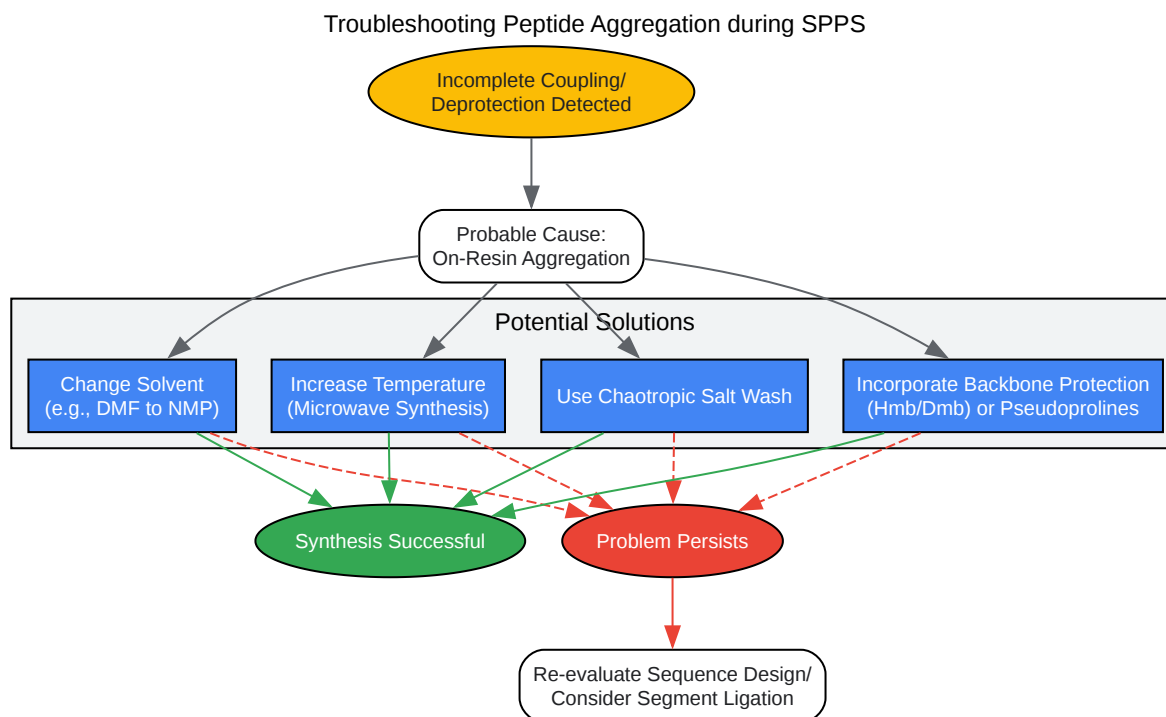 Troubleshooting Peptide Aggregation during SPPS
Incomplete Coupling/
Deprotection Detected
Probable Cause:
On-Resin Aggregation
Potential Solutions
Change Solvent
(e.g., DMF to NMP)
Increase Temperature
(Microwave Synthesis)
Use Chaotropic Salt Wash
Incorporate Backbone Protection
(Hmb/Dmb) or Pseudoprolines
Synthesis Successful
Problem Persists
Re-evaluate Sequence Design/
Consider Segment Ligation